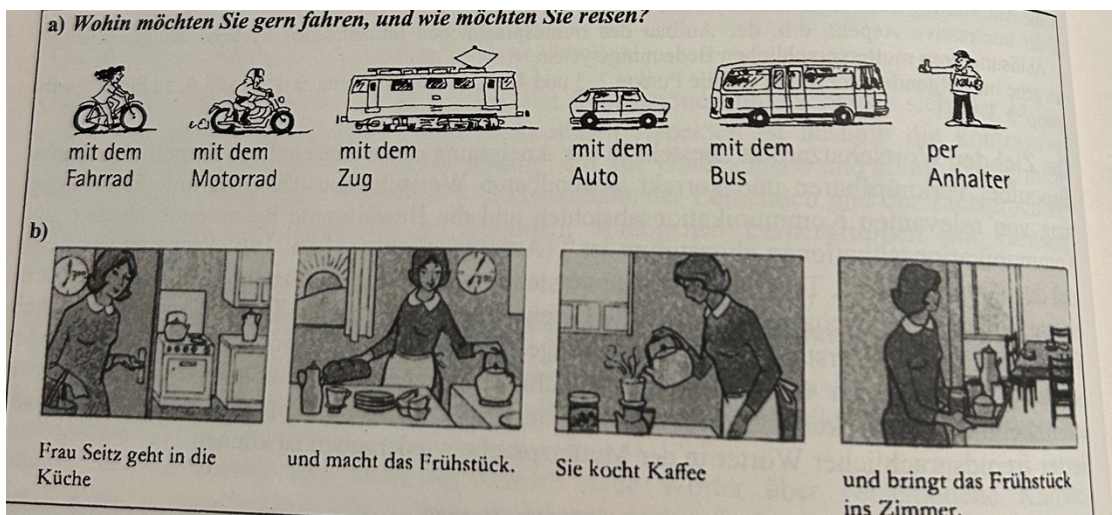 a) Wohin möchten Sie gern fahren, und wie möchten Sie reisen?
mit dem
Fahrrad
mit dem
Motorrad
mit dem
Zug
mit dem
Auto
mit dem
Bus
per
Anhalter
b)
Frau Seitz geht in die
Küche
und macht das Frühstück.
Sie kocht Kaffee
und bringt das Frühstück
ins Zimmer.